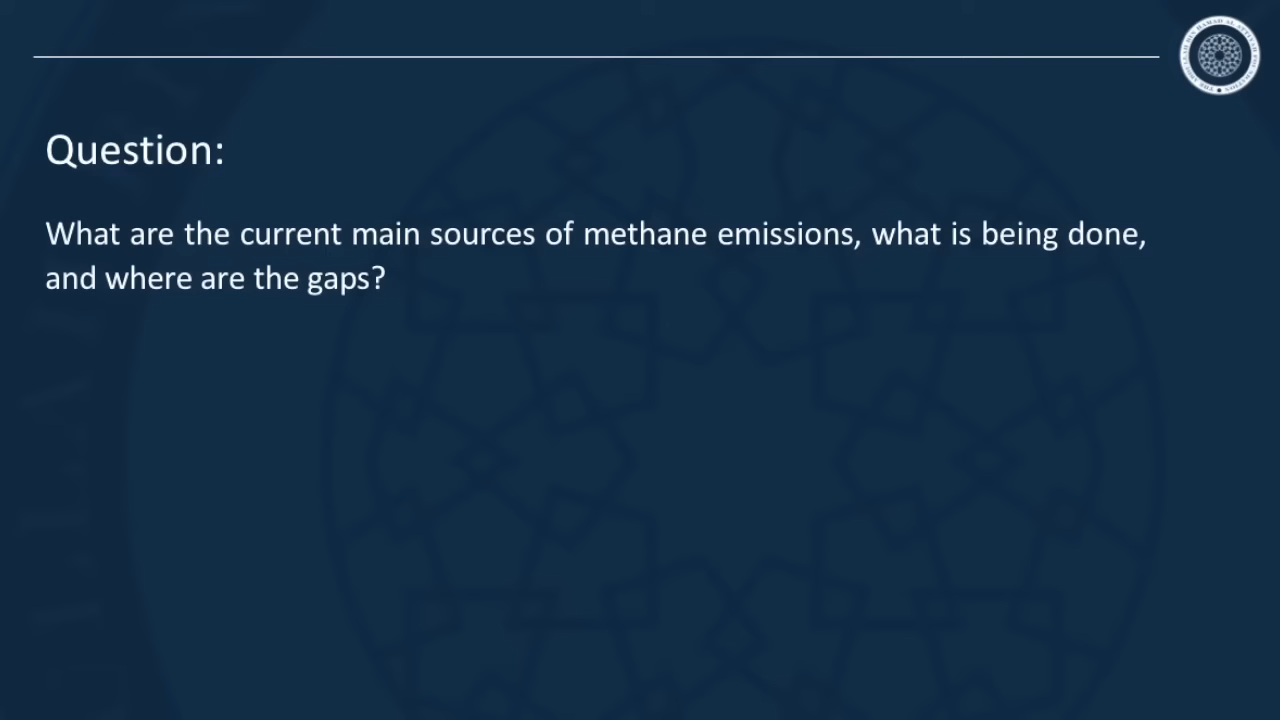 Question:
What are the current main sources of methane emissions, what is being done,
and where are the gaps?